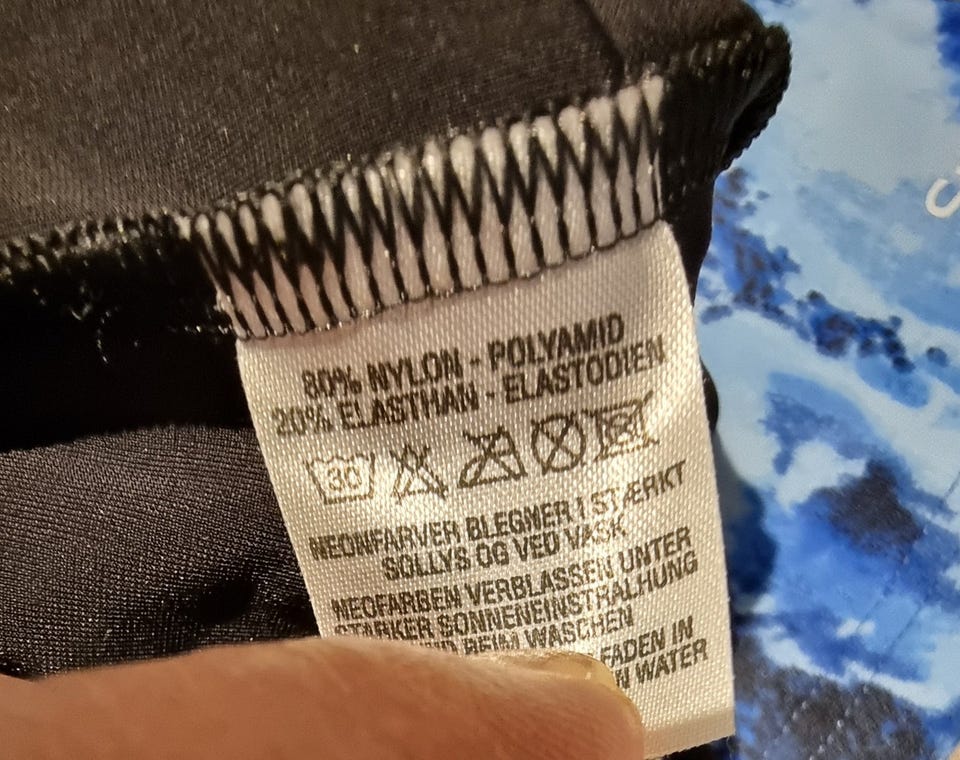 80% NYLON - POLYAMID
20% ELASTHAN - ELASTODIEN
30
NEONFARVER BLEGNER I STÆRKT
SOLLYS OG VED VASK
NEOFARBEN VERBLASSEN UNTER
STARKER SONNENEINSTRALHUNG
BEIM WASCHEN
FADEN IN
WATER